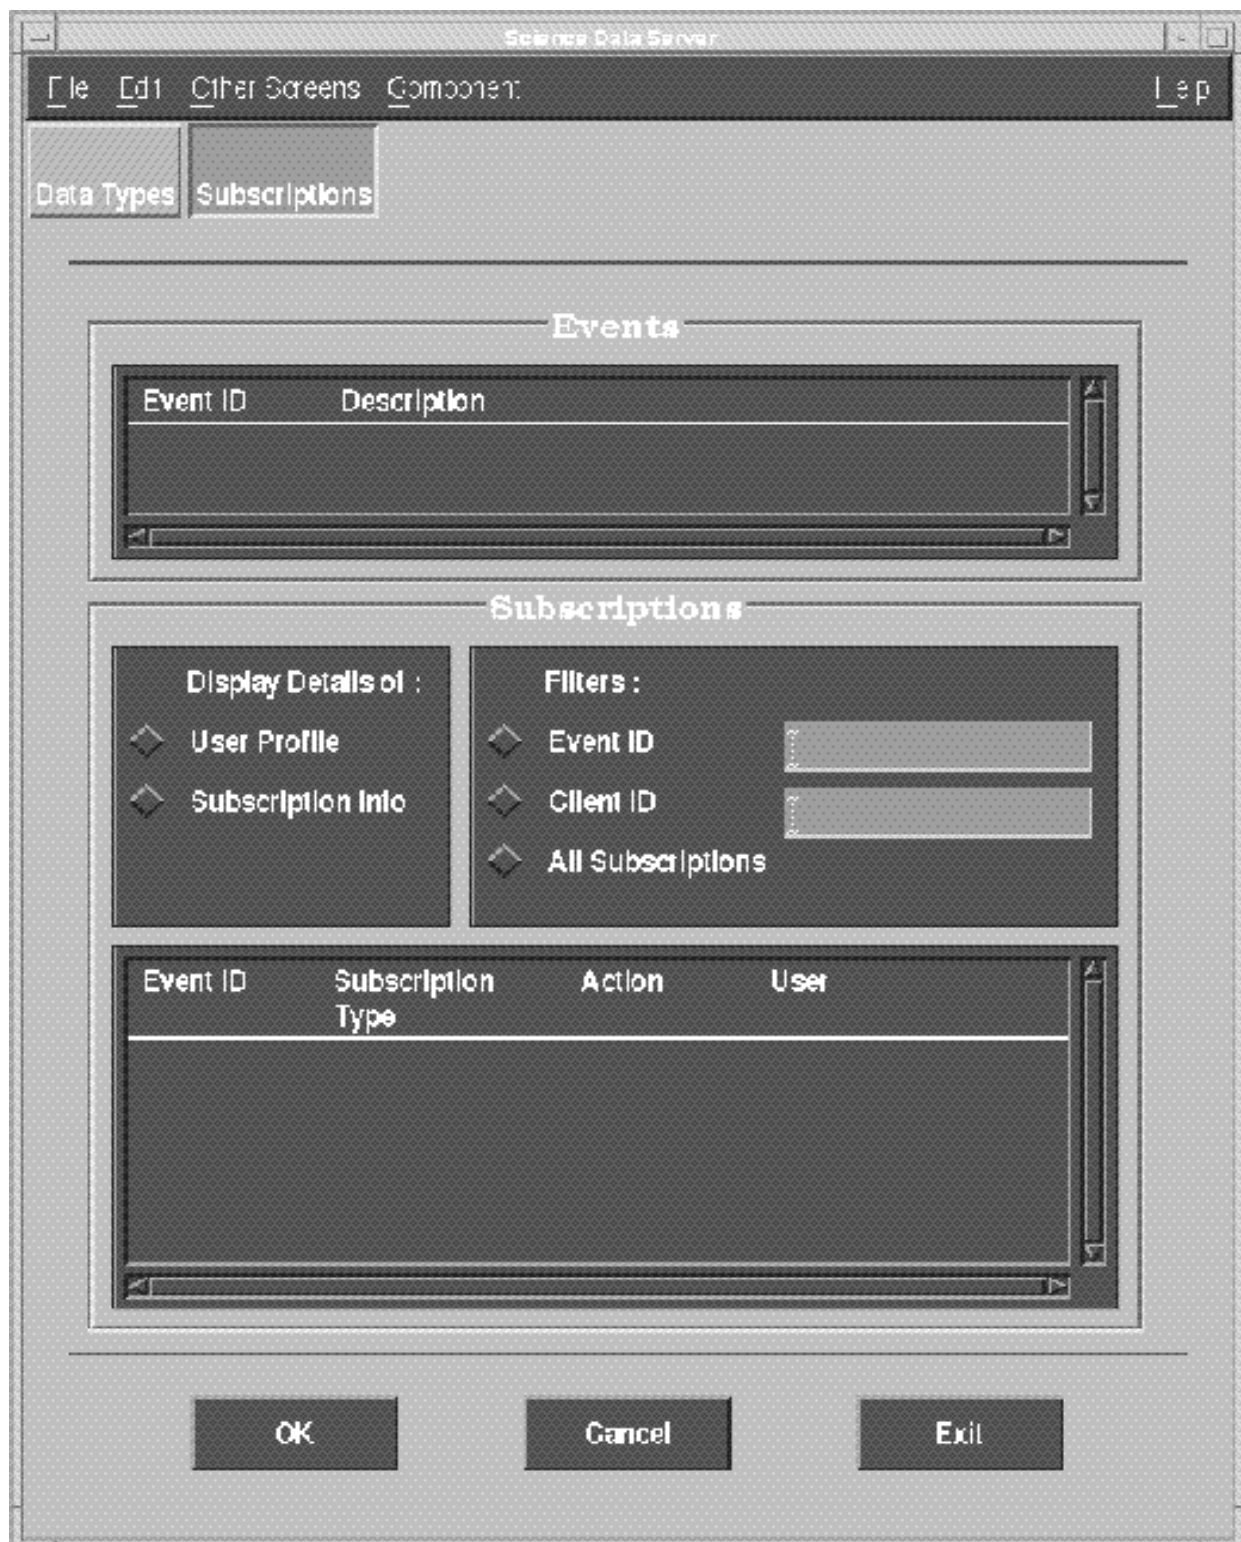 Science Data Server
File Edit Other Screens Component Help
Data Types Subscriptions
Events
Event ID Description
Subscriptions
Display Details of : Filters :
User Profile Event ID
Subscription Info Client ID
All Subscriptions
Event ID Subscription Action User
Type
OK Cancel Exit